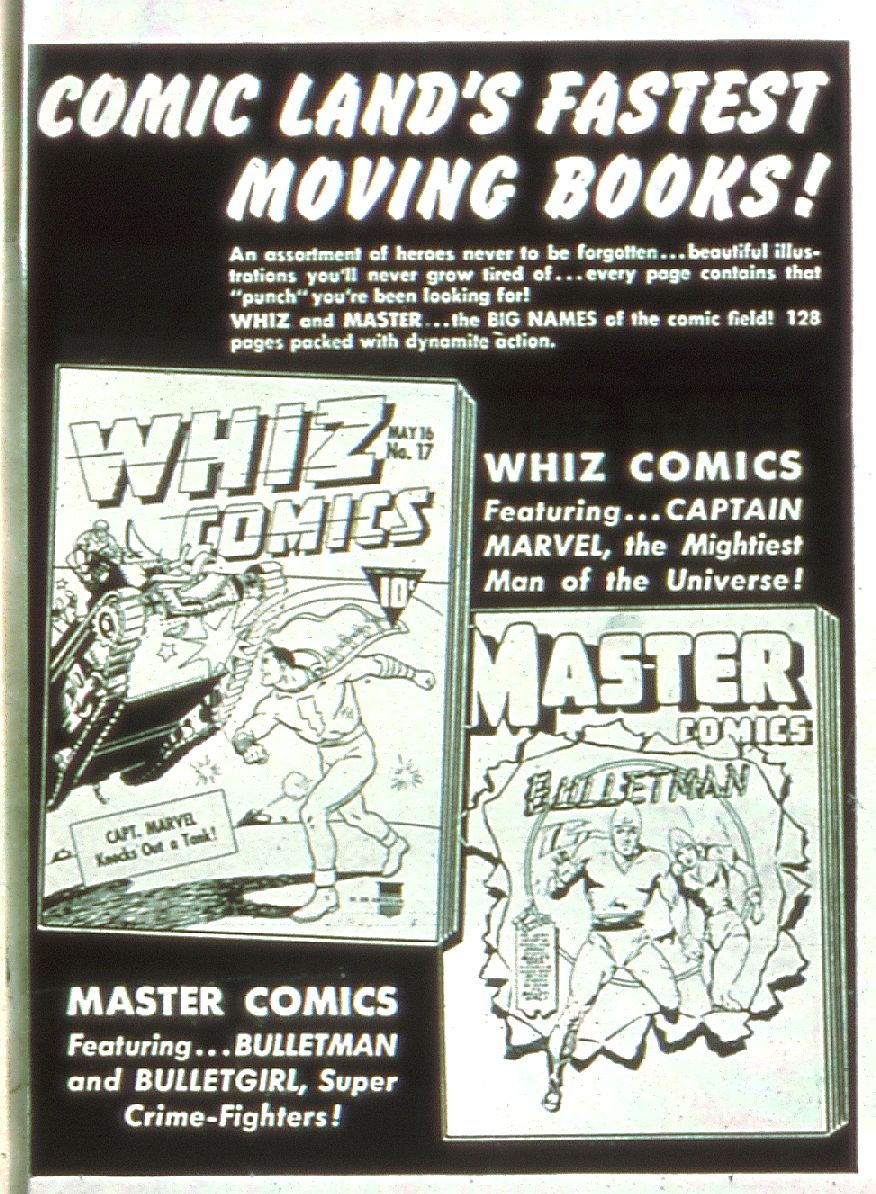 COMIC LAND'S FASTEST
MOVING BOOKS!
An assortment of heroes never to be forgotten...beautiful illus-
trations you'll never grow tired of...every page contains that
"punch" you're been looking for!
WHIZ and MASTER...the BIG NAMES of the comic field! 128
pages packed with dynamite action.
WHIZ
MAY 16
No. 17
COMICS
10¢
CAPT. MARVEL
Knocks Out a Tank!
WHIZ COMICS
Featuring...CAPTAIN
MARVEL, the Mightiest
Man of the Universe!
MASTER
COMICS
BULLETMAN
MASTER COMICS
Featuring...BULLETMAN
and BULLETGIRL, Super
Crime-Fighters!